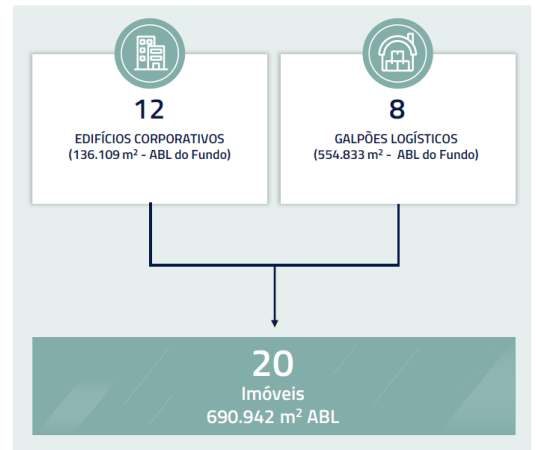 12
EDIFÍCIOS CORPORATIVOS
(136.109 m² - ABL do Fundo)
8
GALPÕES LOGÍSTICOS
(554.833 m² - ABL do Fundo)
20
Imóveis
690.942 m² ABL